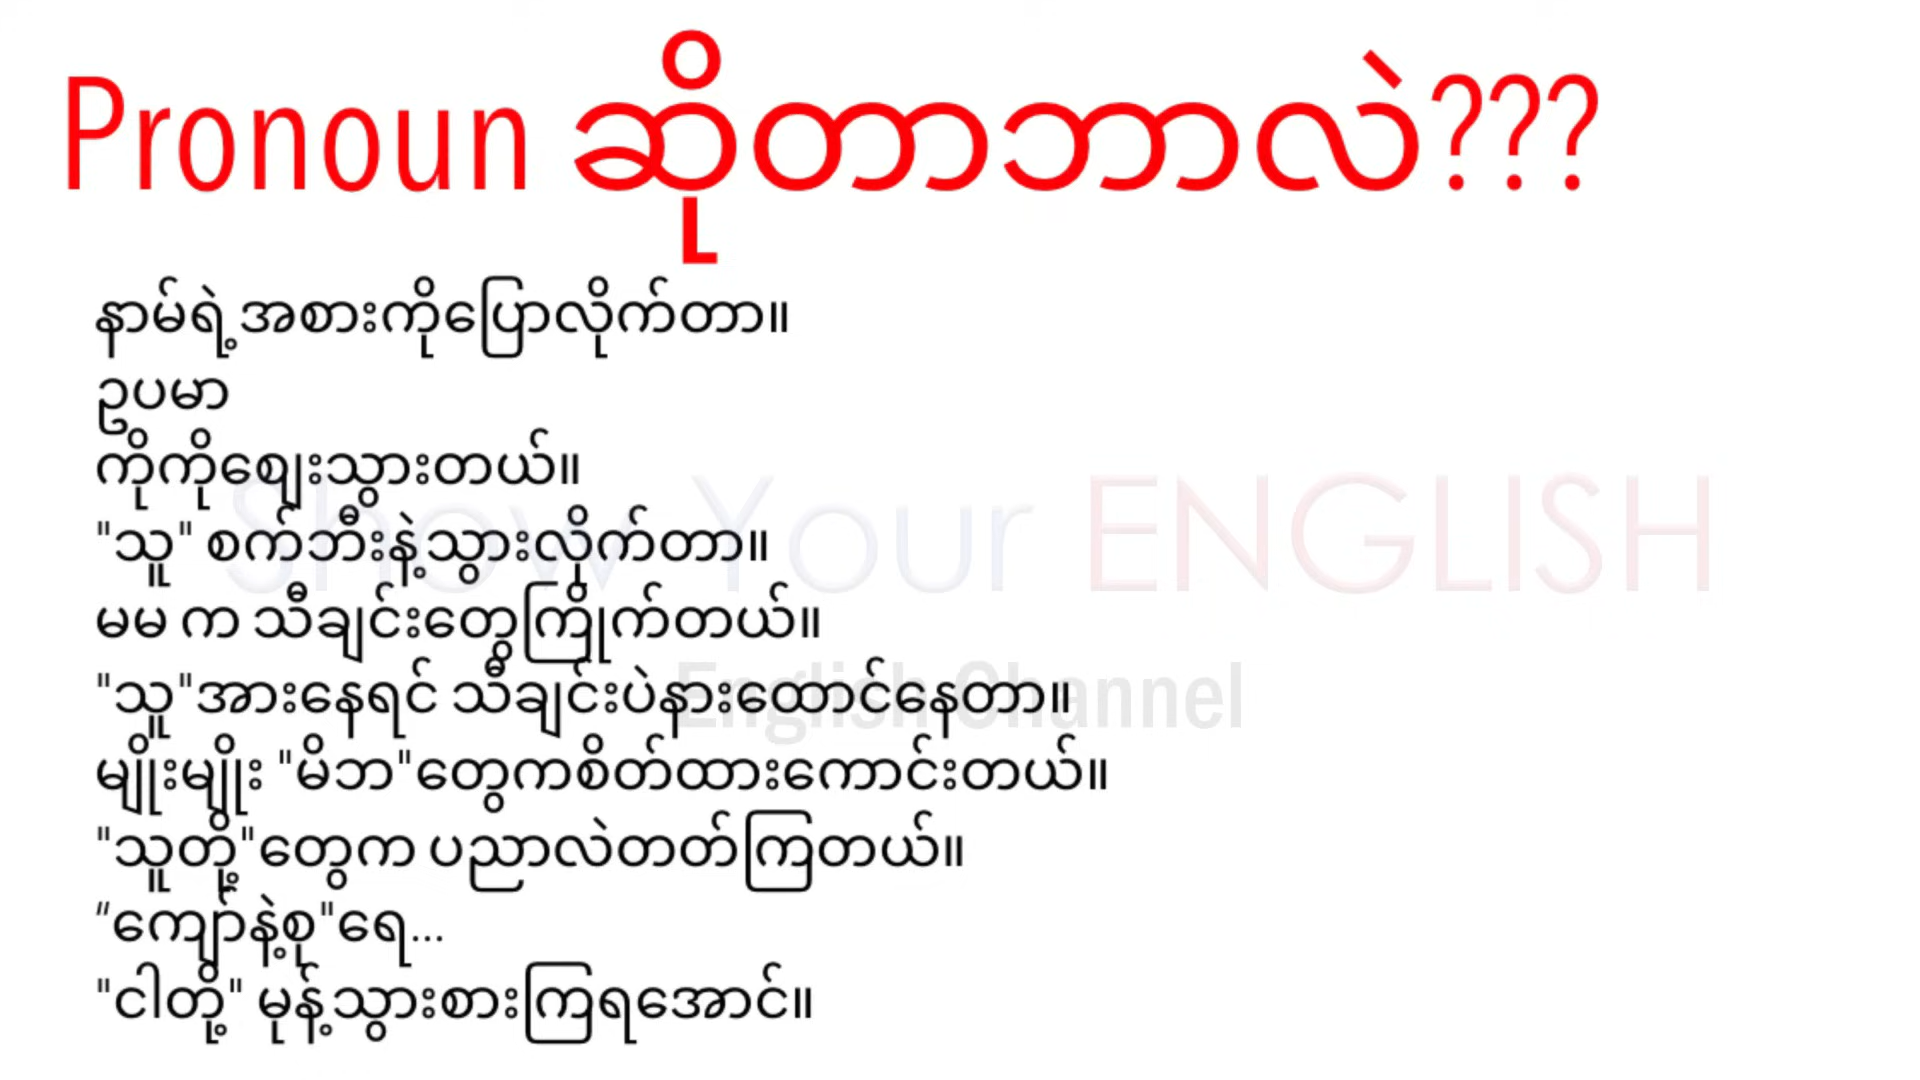 Pronoun ဆိုတာဘာလဲ???
နာမ်ရဲ့အစားကိုပြောလိုက်တာ။
ဥပမာ
ကိုကိုဈေးသွားတယ်။
"သူ" စက်ဘီးနဲ့သွားလိုက်တာ။
မမ က သီချင်းတွေကြိုက်တယ်။
"သူ"အားနေရင် သီချင်းပဲနားထောင်နေတာ။
မျိုးမျိုး "မိဘ"တွေကစိတ်ထားကောင်းတယ်။
"သူတို့"တွေက ပညာလဲတတ်ကြတယ်။
"ကျော်နဲ့စု"ရေ...
"ငါတို့" မုန့်သွားစားကြရအောင်။
Show Your ENGLISH
English Channel